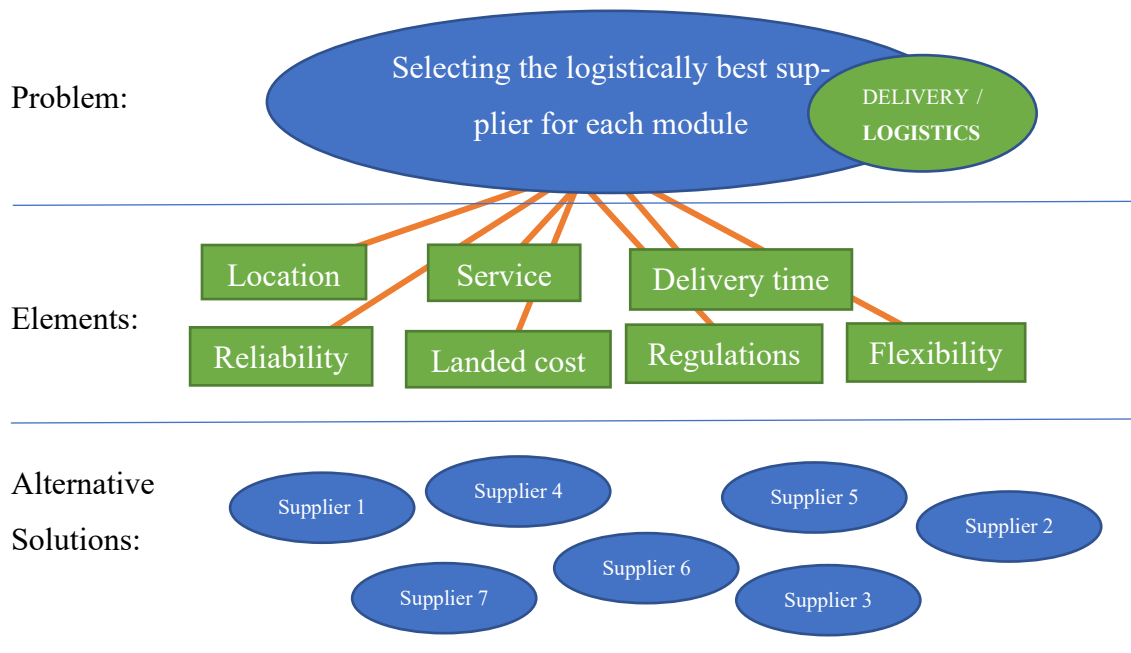 Problem:
Selecting the logistically best sup-
plier for each module
DELIVERY /
LOGISTICS
Elements:
Location
Service
Delivery time
Reliability
Landed cost
Regulations
Flexibility
Alternative
Solutions:
Supplier 1
Supplier 4
Supplier 5
Supplier 2
Supplier 7
Supplier 6
Supplier 3